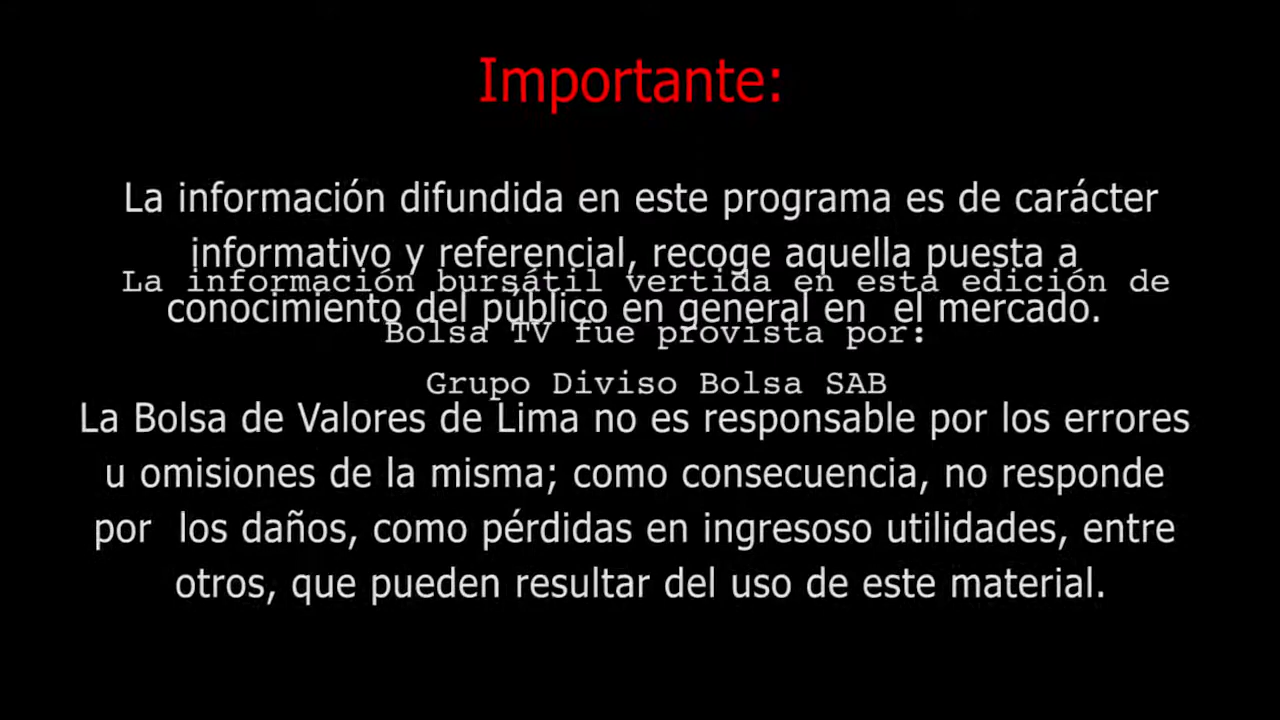 Importante:
La información difundida en este programa es de carácter
informativo y referencial, recoge aquella puesta a
La información bursátil vertida en esta edición de
conocimiento del público en general en el mercado.
Bolsa TV fue provista por:
Grupo Diviso Bolsa SAB
La Bolsa de Valores de Lima no es responsable por los errores
u omisiones de la misma; como consecuencia, no responde
por los daños, como pérdidas en ingresoso utilidades, entre
otros, que pueden resultar del uso de este material.